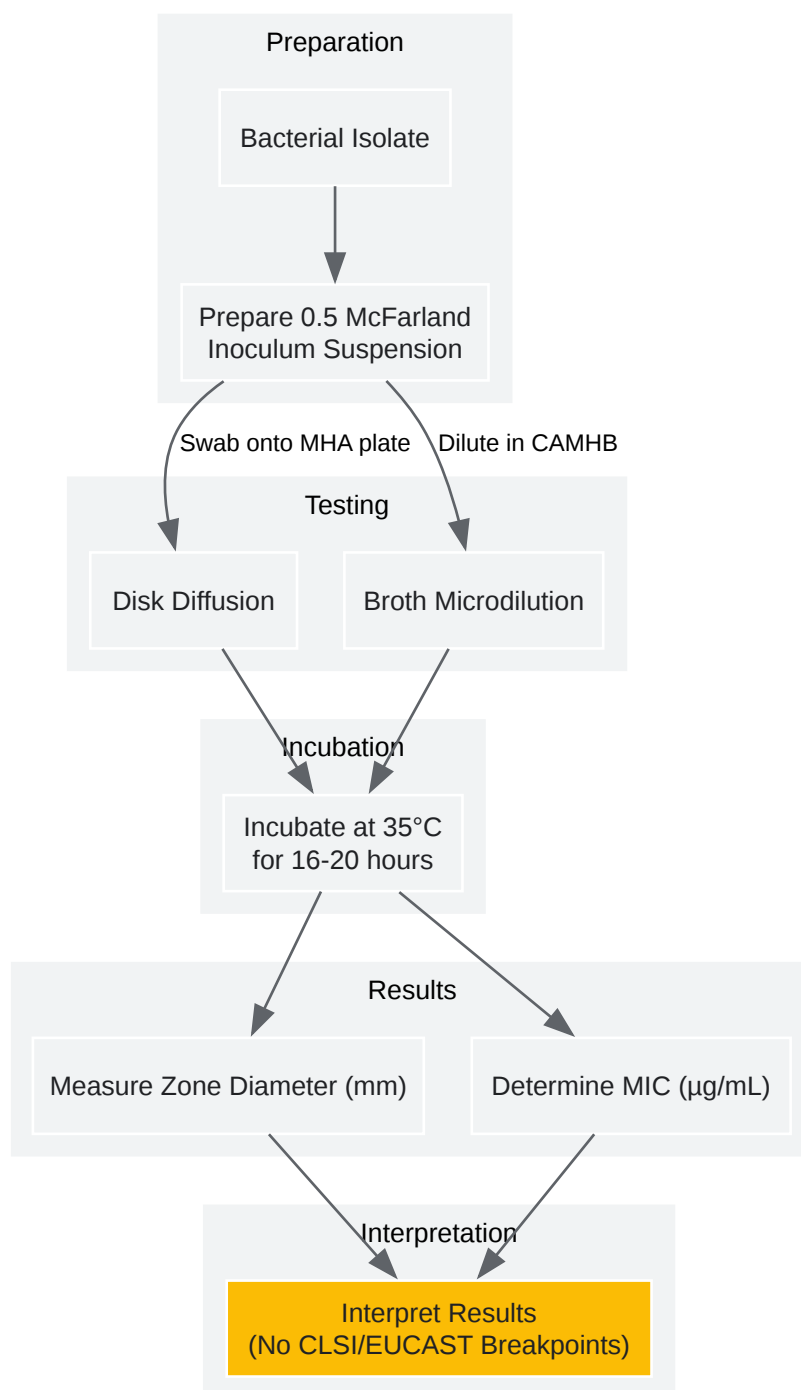 Preparation
Bacterial Isolate
Prepare 0.5 McFarland
Inoculum Suspension
Swab onto MHA plate
Dilute in CAMHB
Testing
Disk Diffusion
Broth Microdilution
Incubation
Incubate at 35°C
for 16-20 hours
Results
Measure Zone Diameter (mm)
Determine MIC (µg/mL)
Interpretation
Interpret Results
(No CLSI/EUCAST Breakpoints)